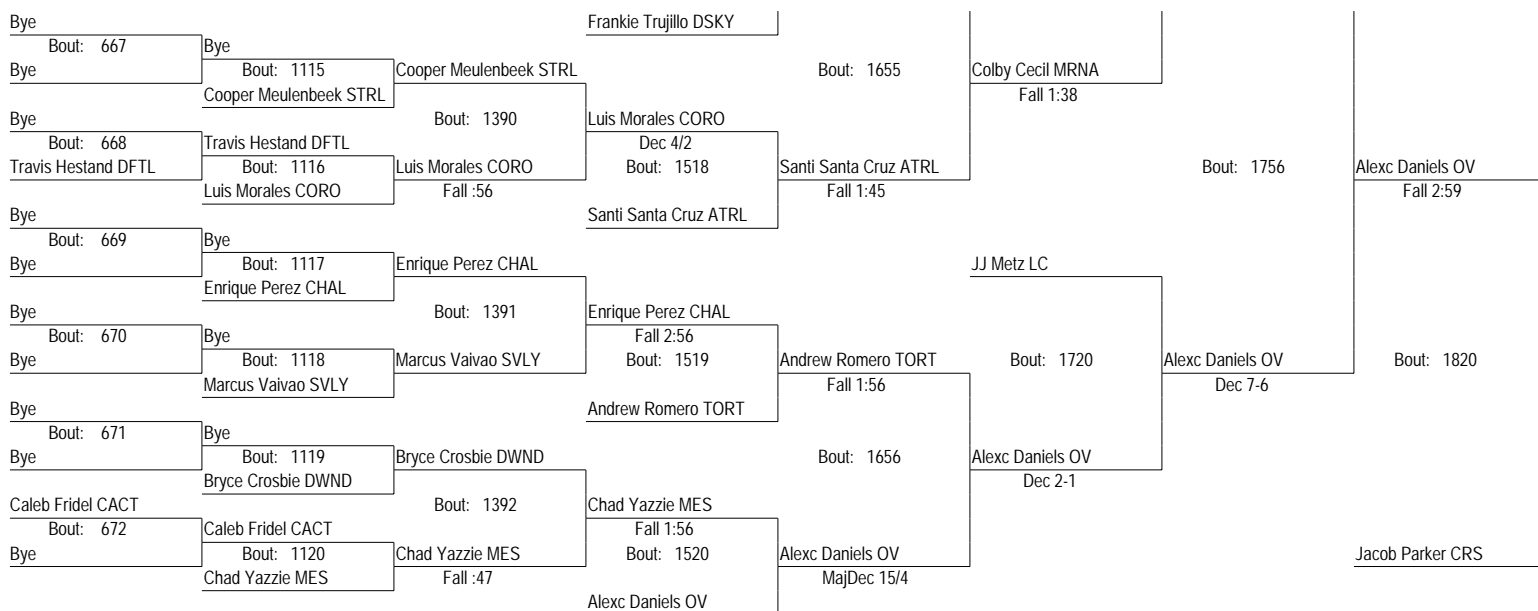 Bye
Frankie Trujillo DSKY
Bout: 667
Bye
Bye
Bout: 1115
Cooper Meulenbeek STRL
Bout: 1655
Colby Cecil MRNA
Cooper Meulenbeek STRL
Fall 1:38
Bye
Bout: 1390
Luis Morales CORO
Bout: 668
Travis Hestand DFTL
Dec 4/2
Travis Hestand DFTL
Bout: 1116
Luis Morales CORO
Bout: 1518
Santi Santa Cruz ATRL
Bout: 1756
Alexc Daniels OV
Luis Morales CORO
Fall :56
Fall 1:45
Fall 2:59
Bye
Santi Santa Cruz ATRL
Bout: 669
Bye
Bye
Bout: 1117
Enrique Perez CHAL
JJ Metz LC
Enrique Perez CHAL
Bye
Bout: 1391
Enrique Perez CHAL
Bout: 670
Bye
Fall 2:56
Bye
Bout: 1118
Marcus Vaivao SVLY
Bout: 1519
Andrew Romero TORT
Bout: 1720
Alexc Daniels OV
Bout: 1820
Marcus Vaivao SVLY
Fall 1:56
Dec 7-6
Bye
Andrew Romero TORT
Bout: 671
Bye
Bye
Bout: 1119
Bryce Crosbie DWND
Bout: 1656
Alexc Daniels OV
Bryce Crosbie DWND
Dec 2-1
Caleb Fridel CACT
Bout: 1392
Chad Yazzie MES
Bout: 672
Caleb Fridel CACT
Fall 1:56
Bye
Bout: 1120
Chad Yazzie MES
Bout: 1520
Alexc Daniels OV
Jacob Parker CRS
Chad Yazzie MES
Fall :47
MajDec 15/4
Alexc Daniels OV